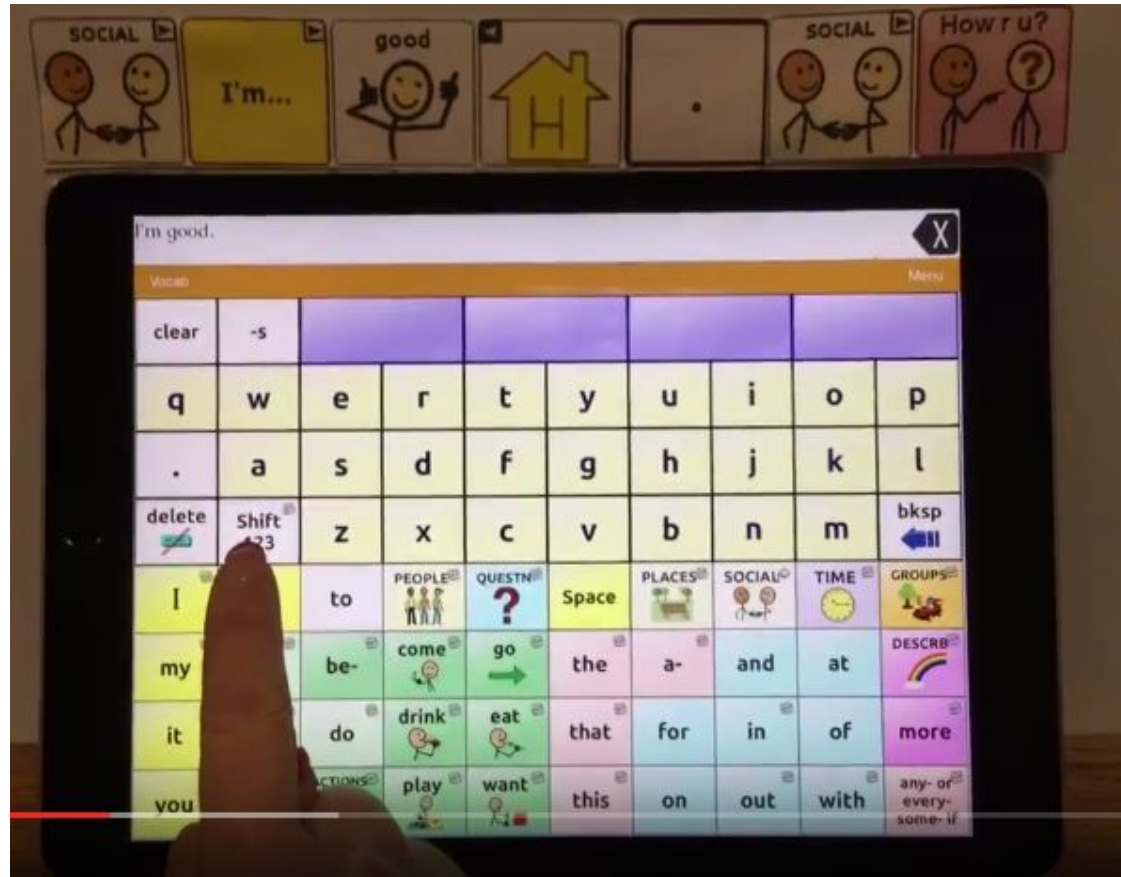 SOCIAL I'm... good H . SOCIAL How r u?
I'm good. X
Vocab Menu
clear -s
q w e r t y u i o p
. a s d f g h j k l
delete Shift z x c v b n m bksp
I to PEOPLE QUESTN ? Space PLACES SOCIAL TIME GROUPS
my be- come go the a- and at DESCRB
it do drink eat that for in of more
you play want this on out with any- or
every-
some- if